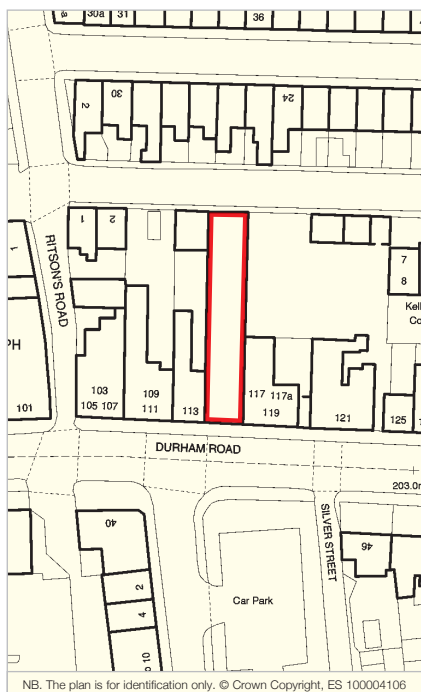 30a 31 36
2 30 24
1 2
7
8
Kell
Co
1
RITSON'S ROAD
PH
101
103
105 107
109
111
113
117 117a
119
121
125
DURHAM ROAD
203.0m
SILVER STREET
40
46
2
4
Car Park
10
NB. The plan is for identification only. © Crown Copyright, ES 100004106